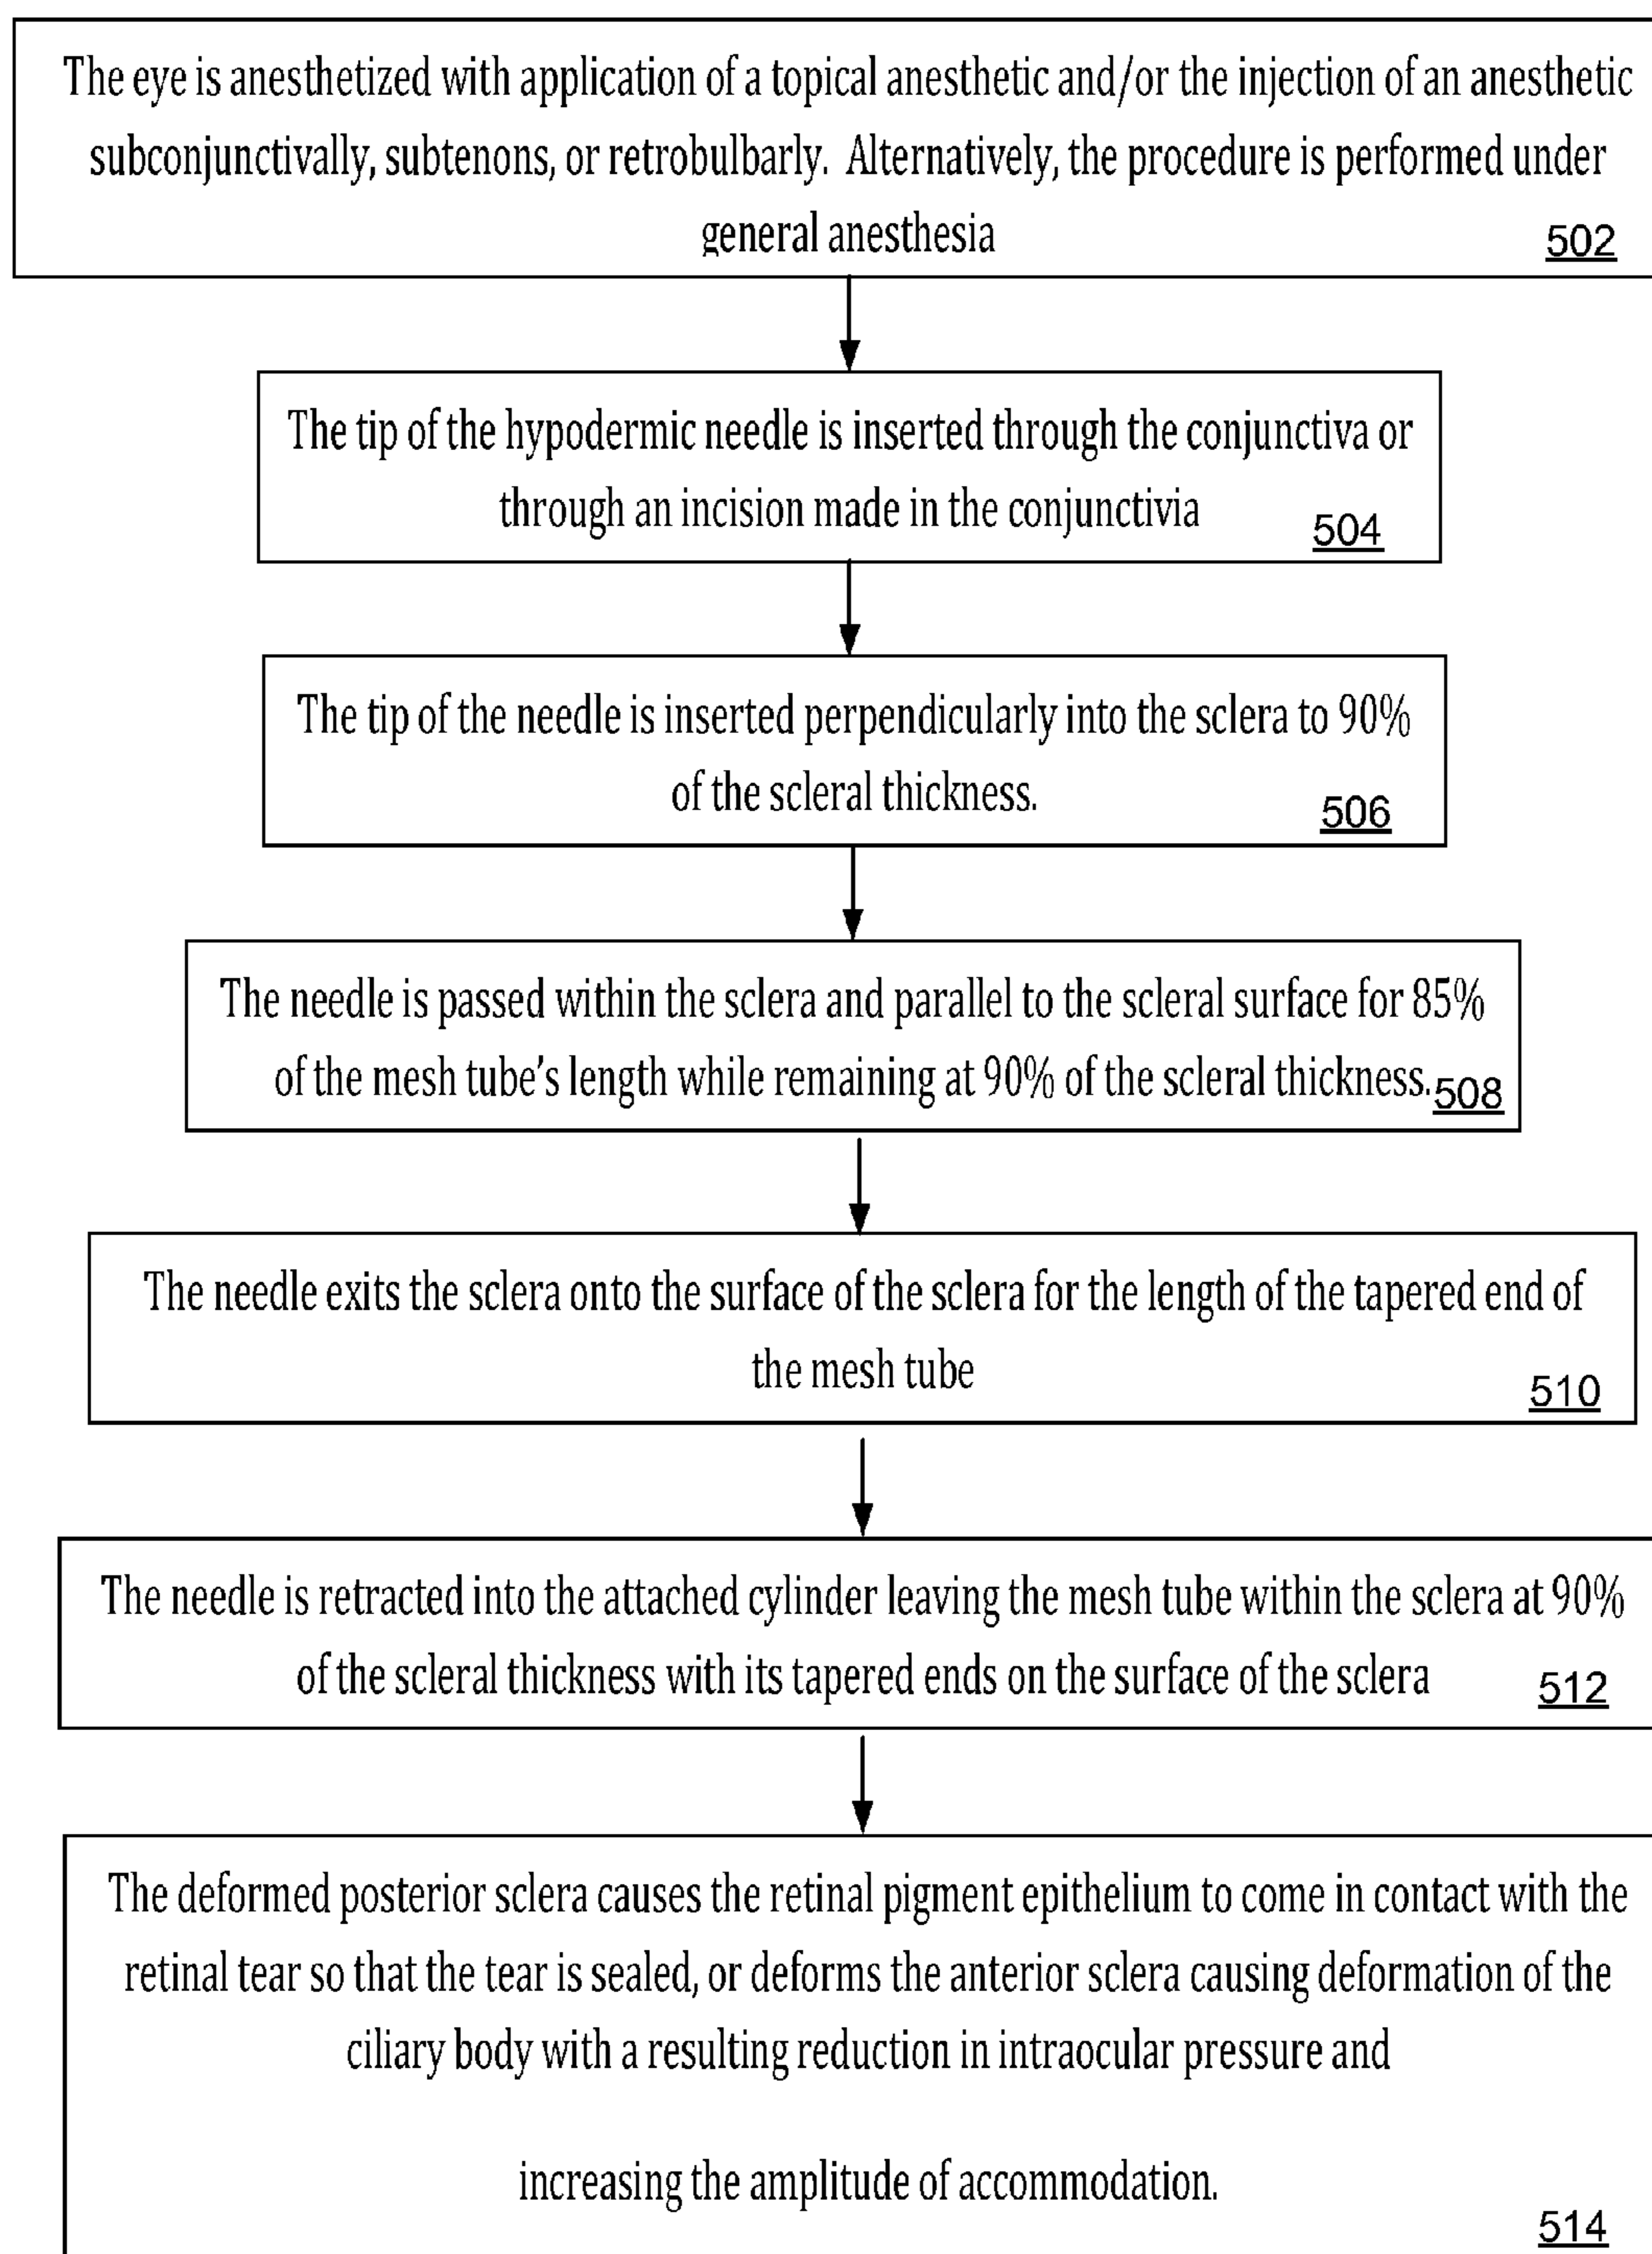 The eye is anesthetized with application of a topical anesthetic and/or the injection of an anesthetic
subconjunctivally, subtenons, or retrobulbarly.  Alternatively, the procedure is performed under
general anesthesia
502
The tip of the hypodermic needle is inserted through the conjunctiva or
through an incision made in the conjunctivia
504
The tip of the needle is inserted perpendicularly into the sclera to 90%
of the scleral thickness.
506
The needle is passed within the sclera and parallel to the scleral surface for 85%
of the mesh tube’s length while remaining at 90% of the scleral thickness.
508
The needle exits the sclera onto the surface of the sclera for the length of the tapered end of
the mesh tube
510
The needle is retracted into the attached cylinder leaving the mesh tube within the sclera at 90%
of the scleral thickness with its tapered ends on the surface of the sclera
512
The deformed posterior sclera causes the retinal pigment epithelium to come in contact with the
retinal tear so that the tear is sealed, or deforms the anterior sclera causing deformation of the
ciliary body with a resulting reduction in intraocular pressure and
increasing the amplitude of accommodation.
514